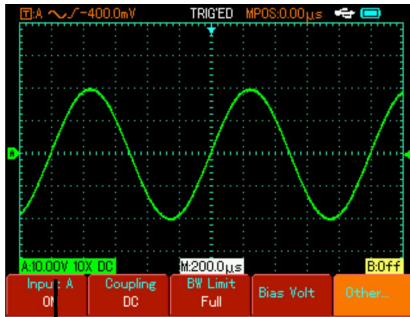 T:A -400.0mV TRIG'ED MPOS:0.00μs
A
A:10.00V 10X DC M:200.0μs B:Off
Input A Coupling BW Limit Bias Volt Other...
DC Full